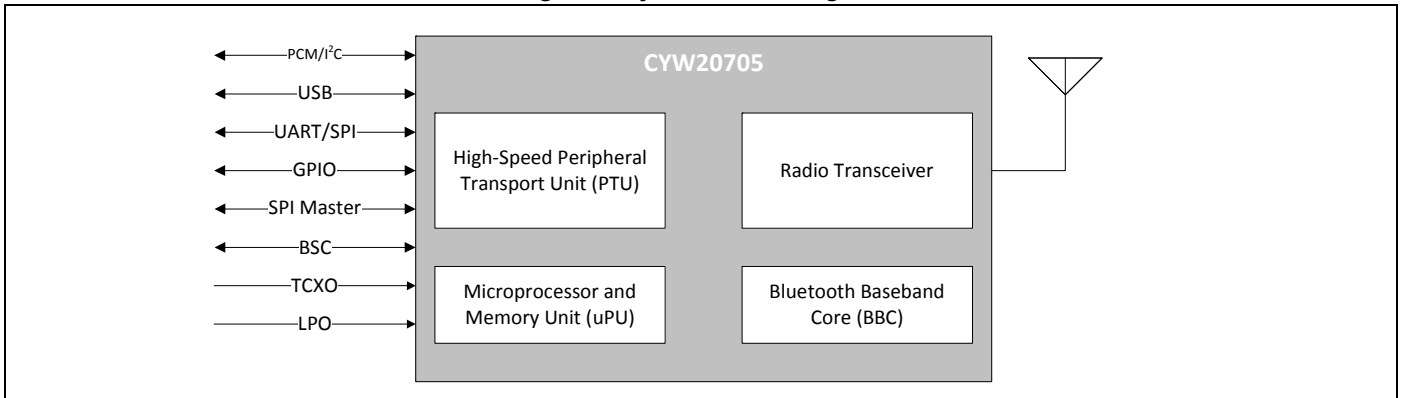 CYW20705
PCM/I²C
USB
UART/SPI
GPIO
SPI Master
BSC
TCXO
LPO
High-Speed Peripheral
Transport Unit (PTU)
Radio Transceiver
Microprocessor and
Memory Unit (uPU)
Bluetooth Baseband
Core (BBC)